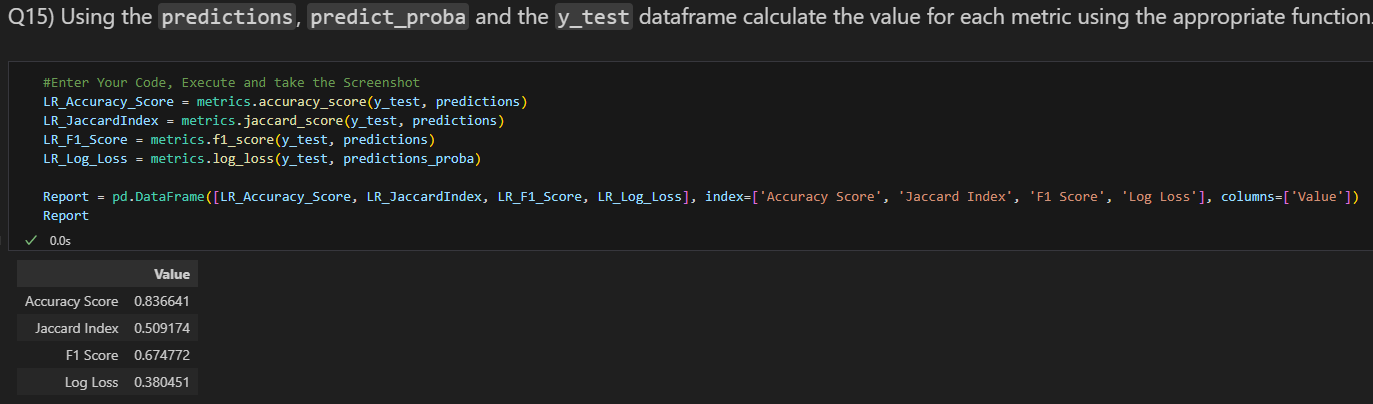 Q15) Using the predictions, predict_proba and the y_test dataframe calculate the value for each metric using the appropriate function.
#Enter Your Code, Execute and take the Screenshot
LR_Accuracy_Score = metrics.accuracy_score(y_test, predictions)
LR_JaccardIndex = metrics.jaccard_score(y_test, predictions)
LR_F1_Score = metrics.f1_score(y_test, predictions)
LR_Log_Loss = metrics.log_loss(y_test, predictions_proba)
Report = pd.DataFrame([LR_Accuracy_Score, LR_JaccardIndex, LR_F1_Score, LR_Log_Loss], index=['Accuracy Score', 'Jaccard Index', 'F1 Score', 'Log Loss'], columns=['Value'])
Report
0.0s
Value
Accuracy Score 0.836641
Jaccard Index 0.509174
F1 Score 0.674772
Log Loss 0.380451